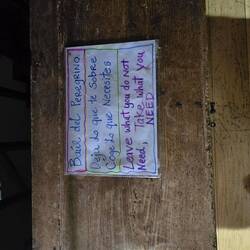 Baúl del Peregrino
Deja lo que te sobre
Coge lo que Necesites
Leave what you do Not
Need, Take what you
NEED